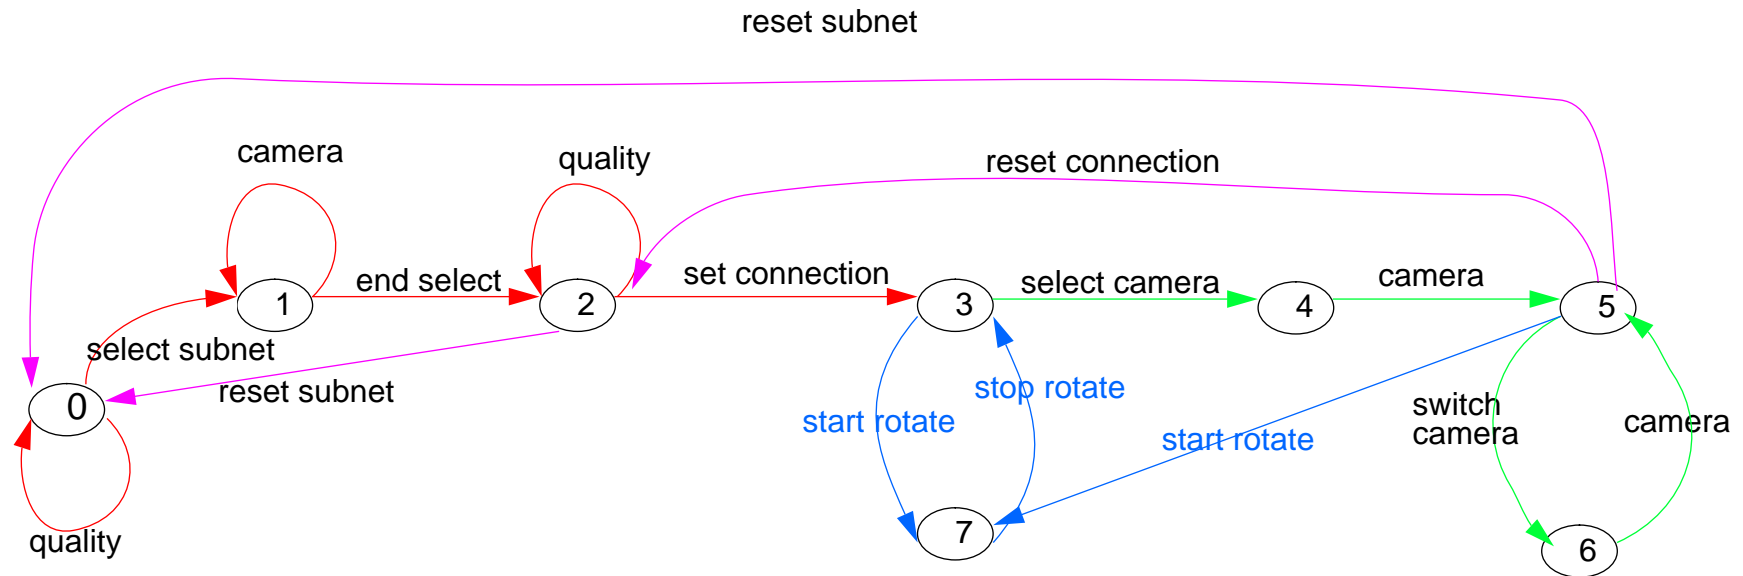 reset subnet
camera
quality
reset connection
end select
set connection
select camera
camera
1
2
3
4
5
select subnet
reset subnet
0
stop rotate
start rotate
start rotate
switch
camera
camera
quality
7
6